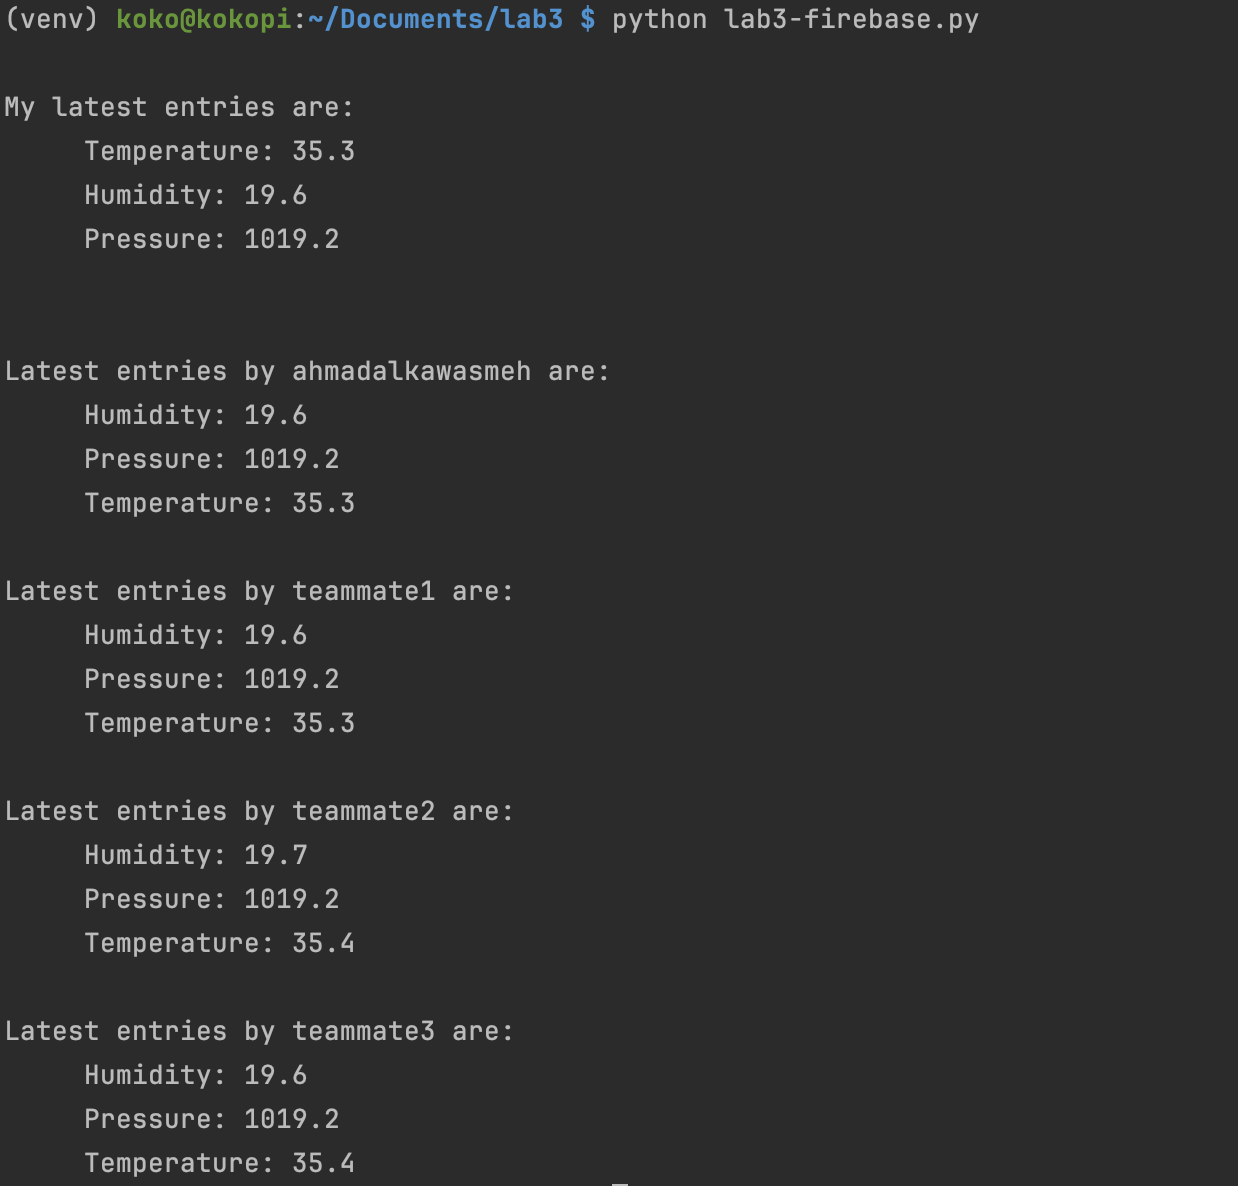 (venv) koko@kokopi:~/Documents/lab3 $ python lab3-firebase.py
My latest entries are:
Temperature: 35.3
Humidity: 19.6
Pressure: 1019.2
Latest entries by ahmadalkawasmeh are:
Humidity: 19.6
Pressure: 1019.2
Temperature: 35.3
Latest entries by teammate1 are:
Humidity: 19.6
Pressure: 1019.2
Temperature: 35.3
Latest entries by teammate2 are:
Humidity: 19.7
Pressure: 1019.2
Temperature: 35.4
Latest entries by teammate3 are:
Humidity: 19.6
Pressure: 1019.2
Temperature: 35.4